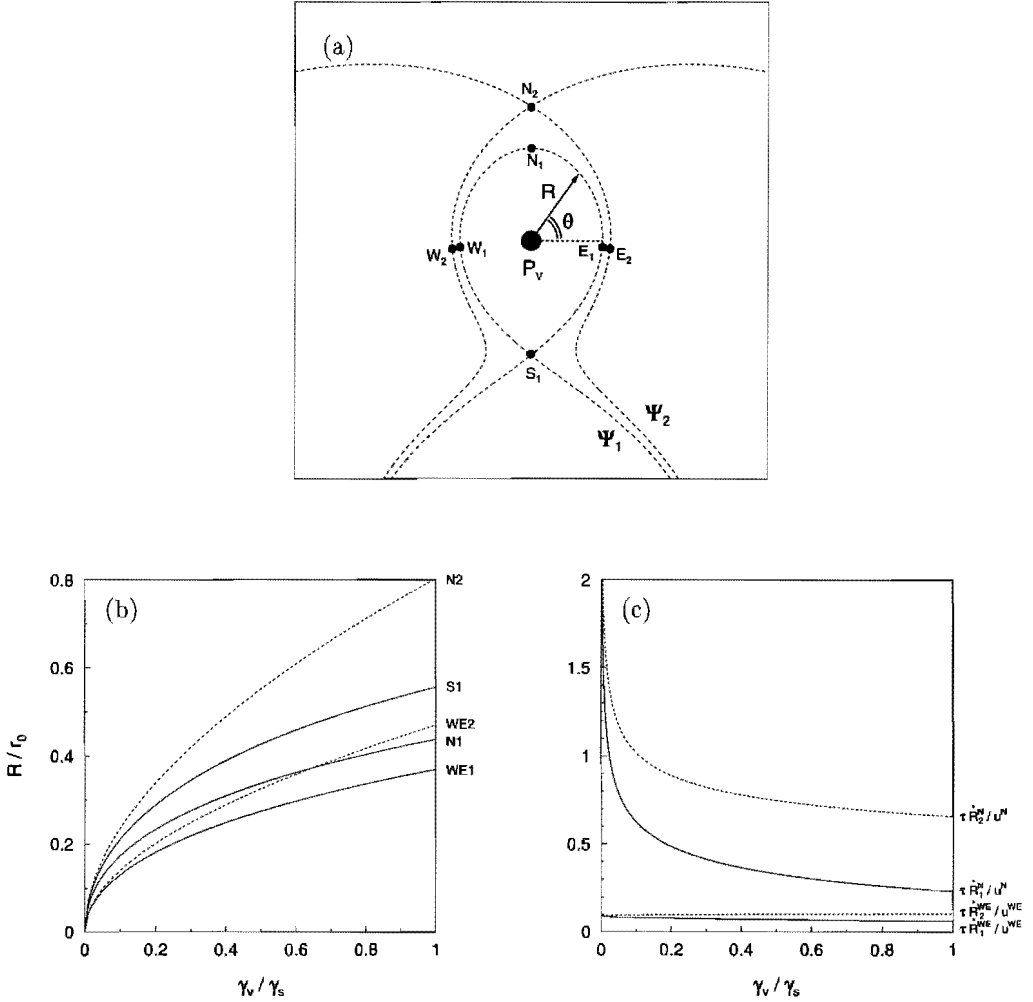 (a)
N₂
N₁
R
θ
W₂ W₁ E₁ E₂
Pᵥ
S₁
Ψ₂
Ψ₁
(b)
0.8
0.6
0.4
0.2
0
R / r₀
N2
S1
WE2
N1
WE1
0 0.2 0.4 0.6 0.8 1
γᵥ / γₛ
(c)
2
1.5
1
0.5
0
τ Ṙ₂ᴺ / uᴺ
τ Ṙ₁ᴺ / uᴺ
τ Ṙ₂ᵂᴱ / uᵂᴱ
τ Ṙ₁ᵂᴱ / uᵂᴱ
0 0.2 0.4 0.6 0.8 1
γᵥ / γₛ